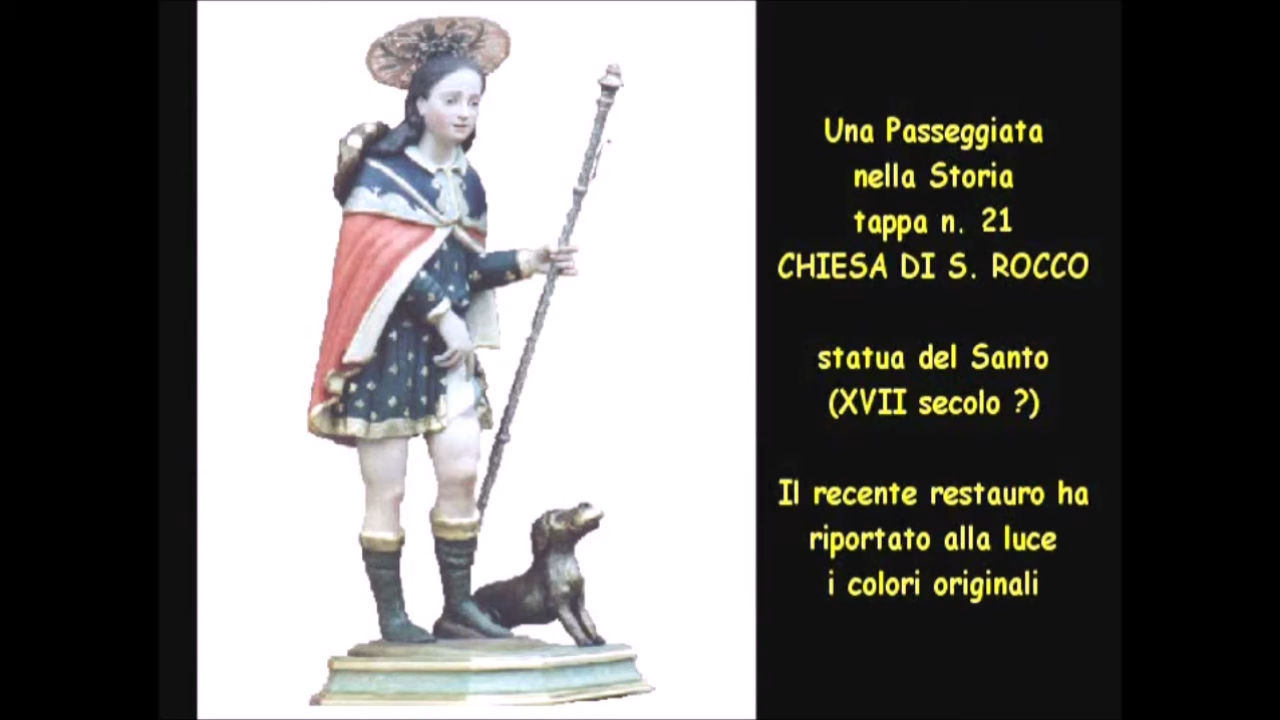 Una Passeggiata
nella Storia
tappa n. 21
CHIESA DI S. ROCCO
statua del Santo
(XVII secolo ?)
Il recente restauro ha
riportato alla luce
i colori originali